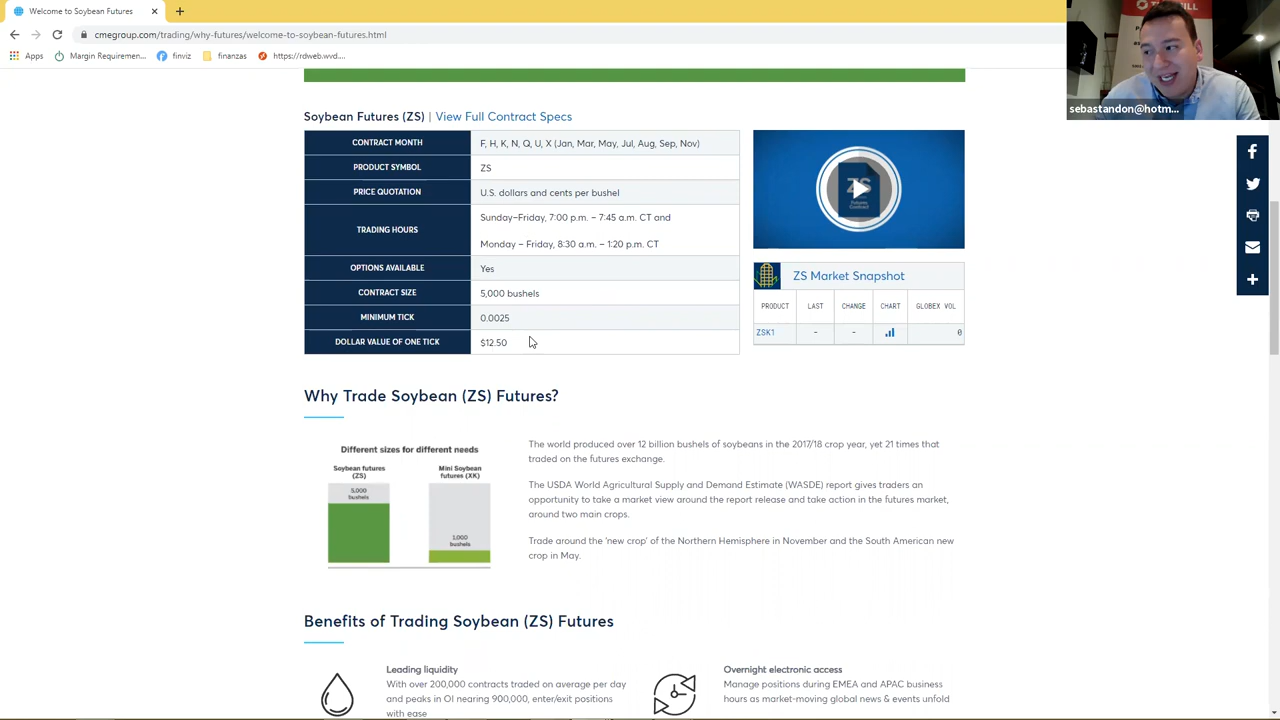 Welcome to Soybean Futures
cmegroup.com/trading/why-futures/welcome-to-soybean-futures.html
Apps
Margin Requiremen...
finviz
finanzas
https://rdweb.wvd....
sebastandon@hotm...
Soybean Futures (ZS) | View Full Contract Specs
CONTRACT MONTH F, H, K, N, Q, U, X (Jan, Mar, May, Jul, Aug, Sep, Nov)
PRODUCT SYMBOL ZS
PRICE QUOTATION U.S. dollars and cents per bushel
TRADING HOURS Sunday–Friday, 7:00 p.m. – 7:45 a.m. CT and
Monday – Friday, 8:30 a.m. – 1:20 p.m. CT
OPTIONS AVAILABLE Yes
CONTRACT SIZE 5,000 bushels
MINIMUM TICK 0.0025
DOLLAR VALUE OF ONE TICK $12.50
ZS
Futures
Contract
ZS Market Snapshot
PRODUCT LAST CHANGE CHART GLOBEX VOL
ZSK1 - - 0
Why Trade Soybean (ZS) Futures?
Different sizes for different needs
Soybean futures (ZS)
Mini Soybean futures (XK)
5,000 bushels
1,000 bushels
The world produced over 12 billion bushels of soybeans in the 2017/18 crop year, yet 21 times that
traded on the futures exchange.
The USDA World Agricultural Supply and Demand Estimate (WASDE) report gives traders an
opportunity to take a market view around the report release and take action in the futures market,
around two main crops.
Trade around the 'new crop' of the Northern Hemisphere in November and the South American new
crop in May.
Benefits of Trading Soybean (ZS) Futures
Leading liquidity
With over 200,000 contracts traded on average per day
and peaks in OI nearing 900,000, enter/exit positions
with ease
Overnight electronic access
Manage positions during EMEA and APAC business
hours as market-moving global news & events unfold